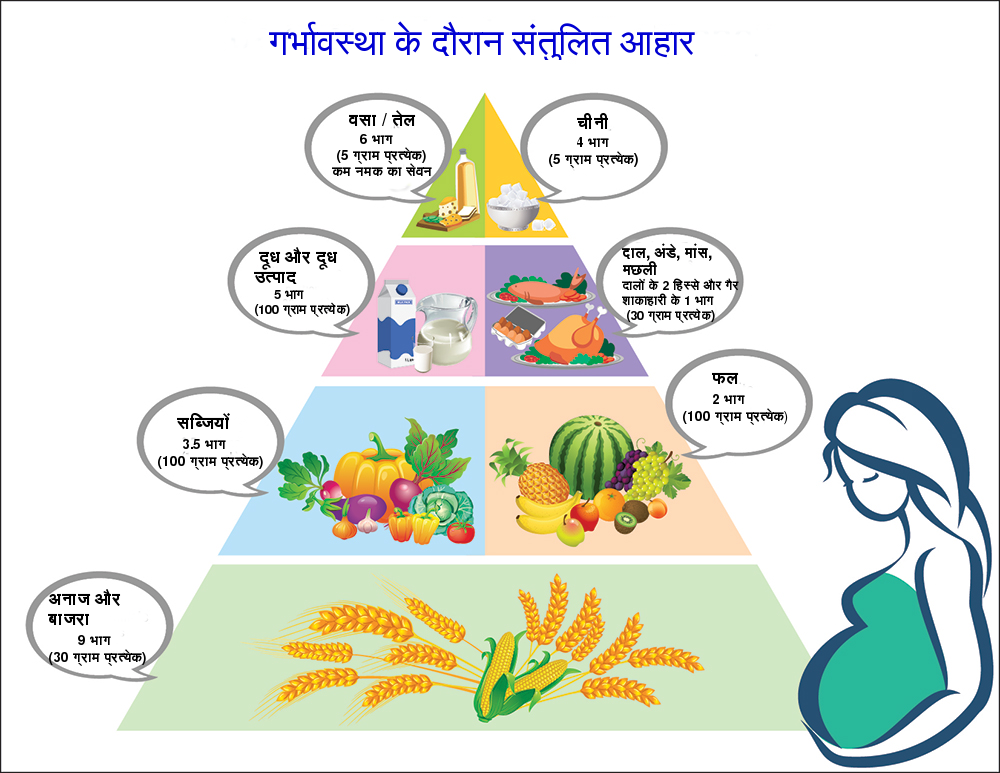 गर्भावस्था के दौरान संतुलित आहार
वसा / तेल
6 भाग
(5 ग्राम प्रत्येक)
कम नमक का सेवन
चीनी
4 भाग
(5 ग्राम प्रत्येक)
दूध और दूध
उत्पाद
5 भाग
(100 ग्राम प्रत्येक)
दाल, अंडे, मांस,
मछली
दालों के 2 हिस्से और गैर
शाकाहारी के 1 भाग
(30 ग्राम प्रत्येक)
सब्जियों
3.5 भाग
(100 ग्राम प्रत्येक)
फल
2 भाग
(100 ग्राम प्रत्येक)
अनाज और
बाजरा
9 भाग
(30 ग्राम प्रत्येक)